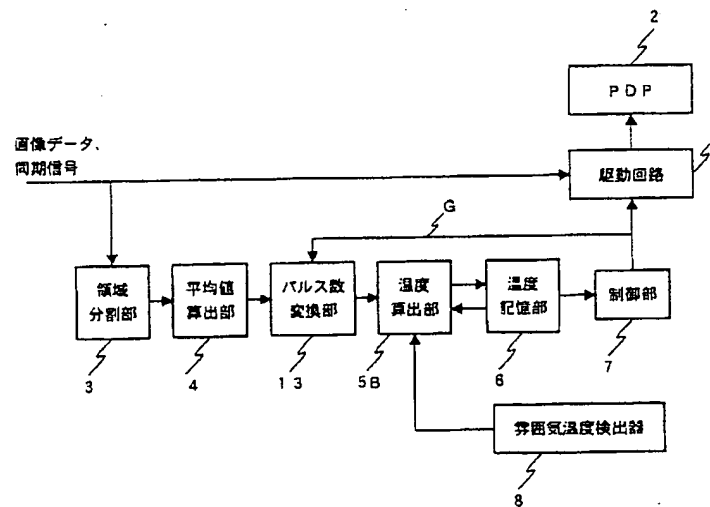 2
PDP
画像データ、
同期信号
駆動回路
G
領域
分割部
平均値
算出部
パルス数
変換部
温度
算出部
温度
記憶部
制御部
3
4
13
5B
6
7
雰囲気温度検出器
8